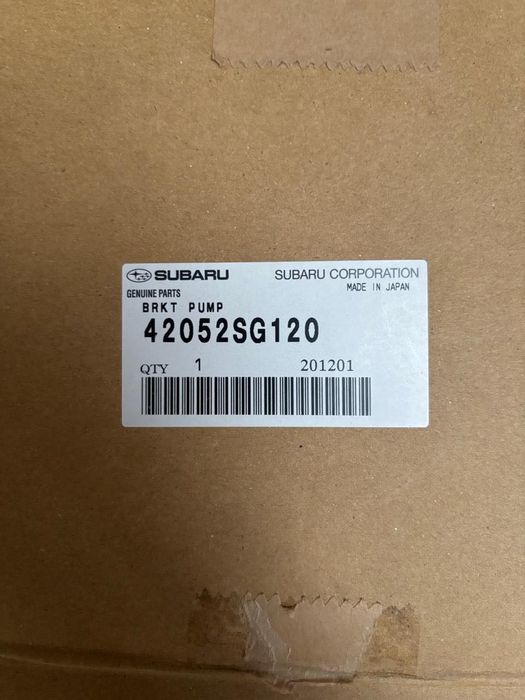 SUBARU SUBARU CORPORATION
GENUINE PARTS MADE IN JAPAN
BRKT PUMP
42052SG120
QTY 1 201201